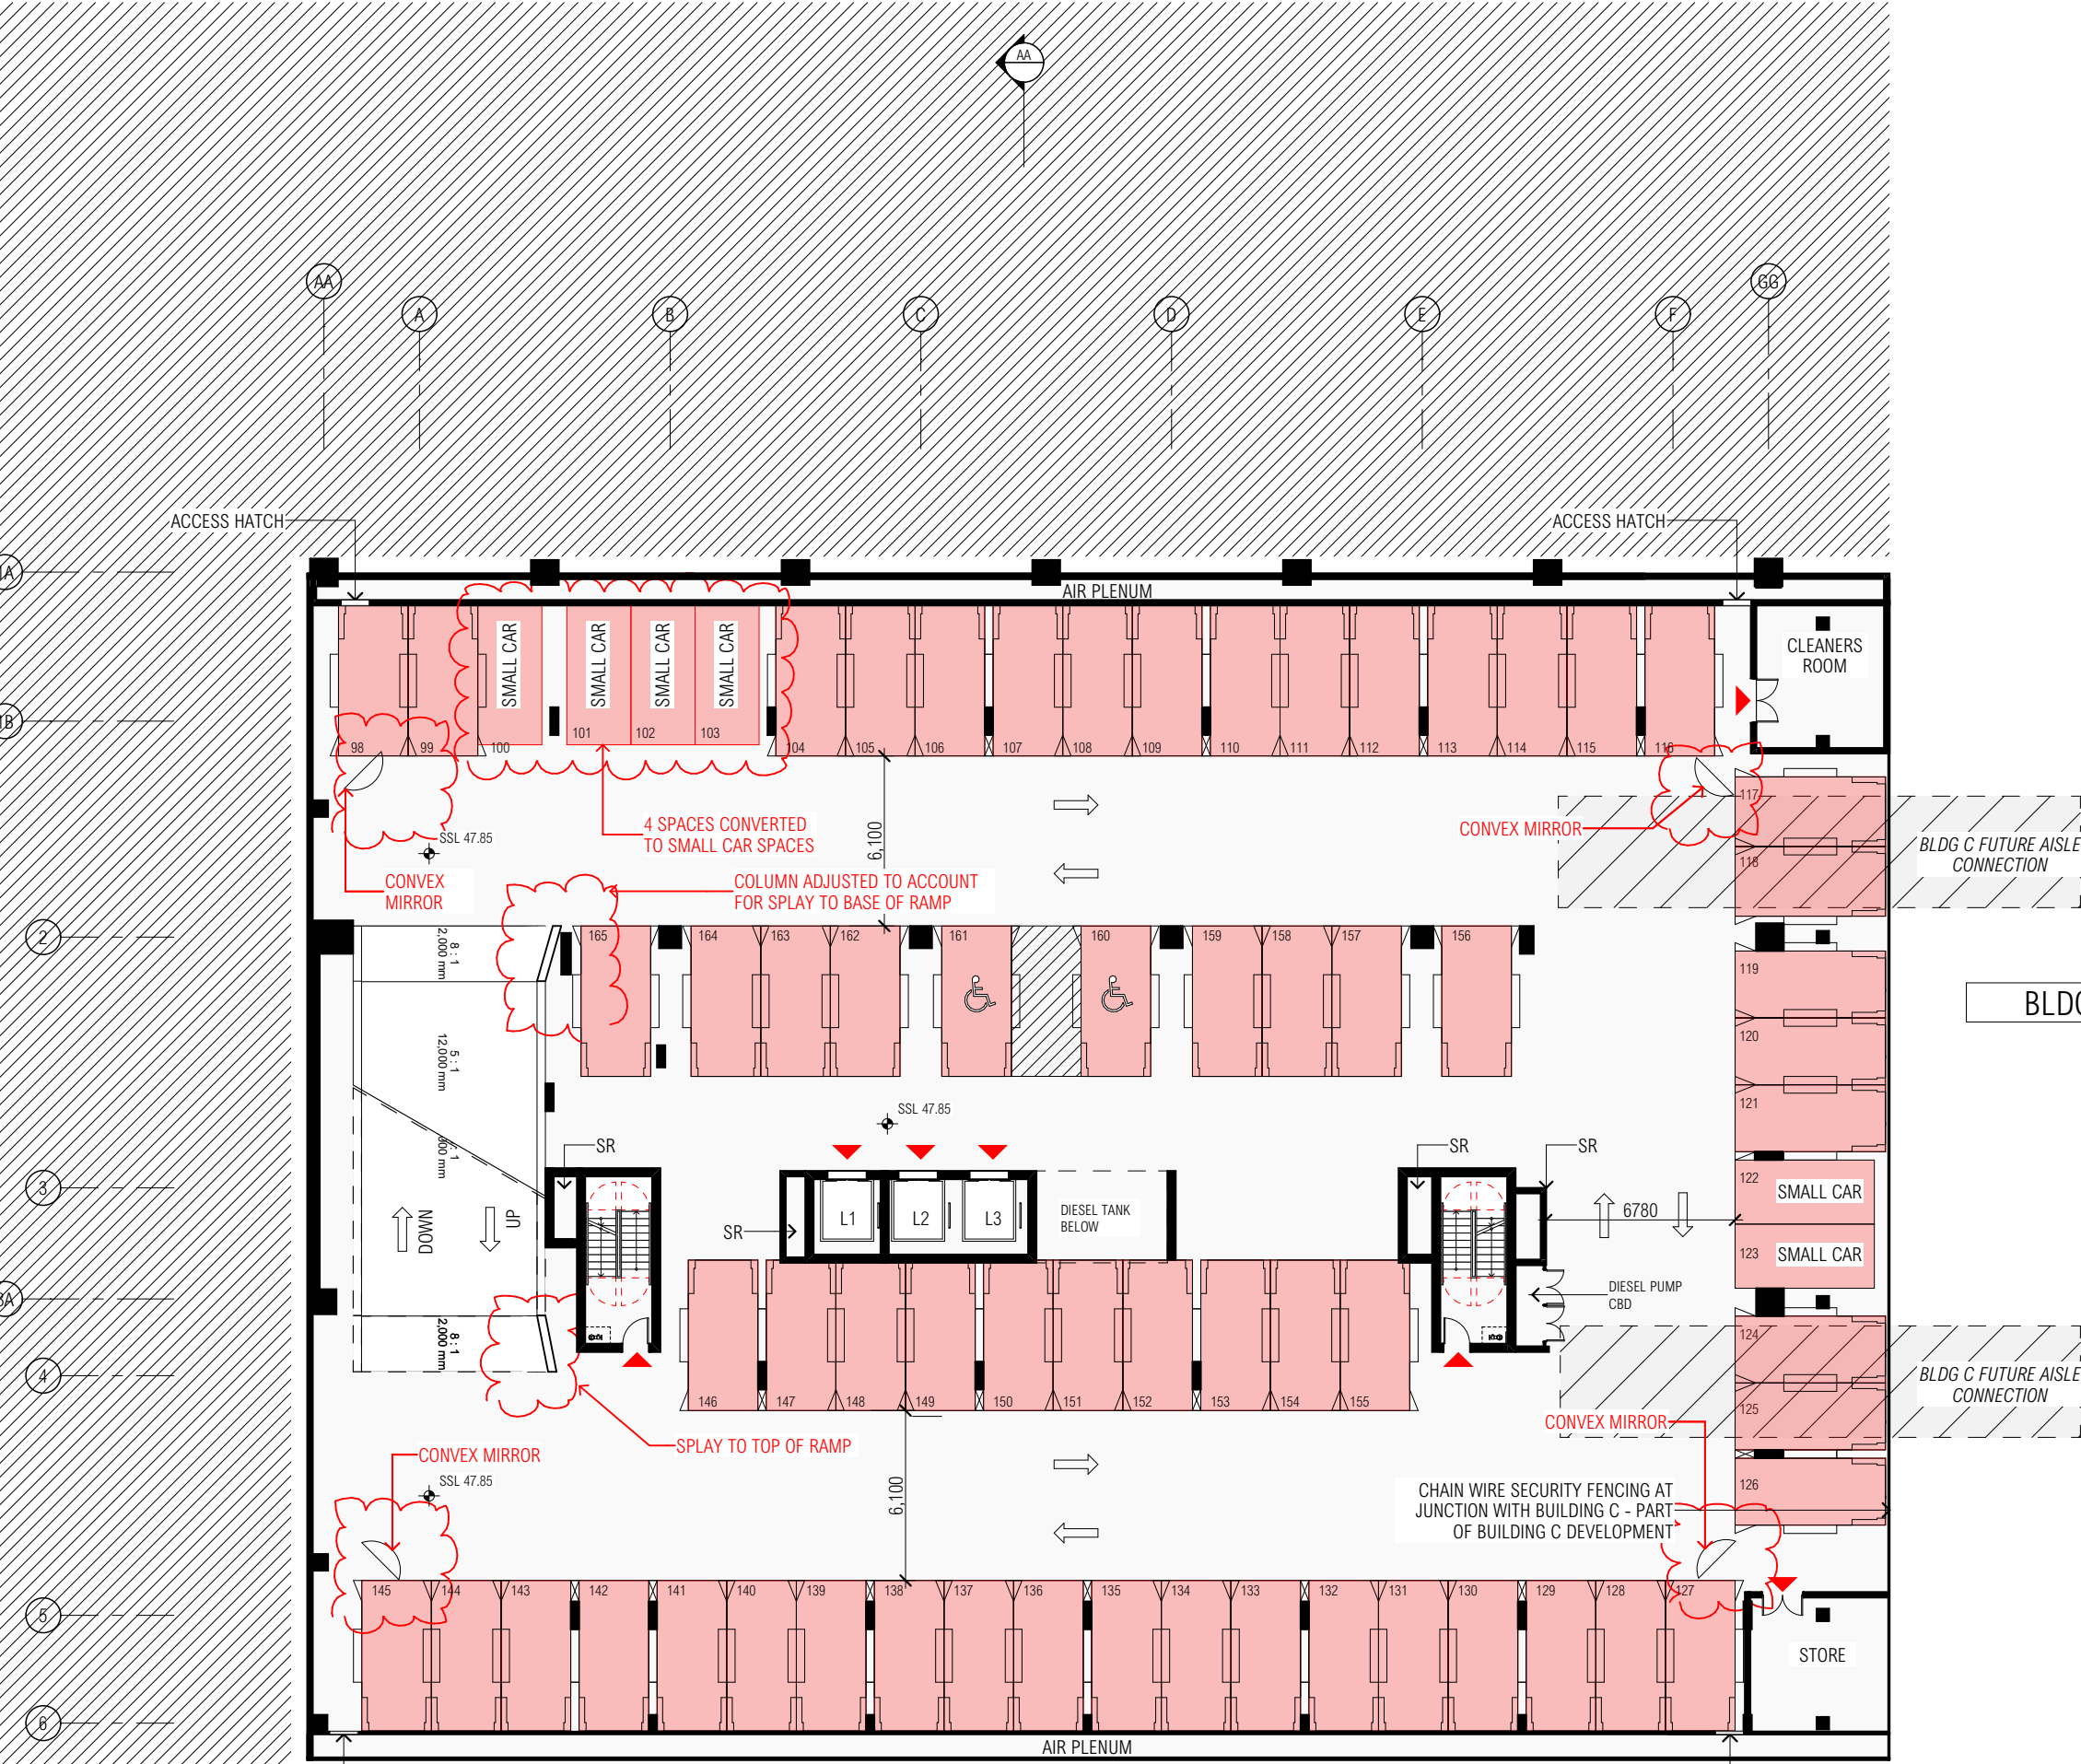 AA
AA
GG
A
B
C
D
E
F
ACCESS HATCH
ACCESS HATCH
AIR PLENUM
SMALL CAR
SMALL CAR
SMALL CAR
SMALL CAR
CLEANERS
ROOM
98
99
100
101
102
103
104
105
106
107
108
109
110
111
112
113
114
115
116
117
118
4 SPACES CONVERTED
TO SMALL CAR SPACES
6,100
CONVEX MIRROR
SSL 47.85
CONVEX
MIRROR
COLUMN ADJUSTED TO ACCOUNT
FOR SPLAY TO BASE OF RAMP
BLDG C FUTURE AISLE
CONNECTION
2
8 : 1
2,000 mm
165
164
163
162
161
160
159
158
157
156
119
120
121
5 : 1
12,000 mm
SSL 47.85
SR
SR
SR
3
DOWN
UP
SR
L1
L2
L3
DIESEL TANK
BELOW
6780
122
SMALL CAR
123
SMALL CAR
DIESEL PUMP
CBD
8 : 1
2,000 mm
4
124
125
126
BLDG C FUTURE AISLE
CONNECTION
146
147
148
149
150
151
152
153
154
155
CONVEX MIRROR
SPLAY TO TOP OF RAMP
CONVEX MIRROR
SSL 47.85
6,100
CHAIN WIRE SECURITY FENCING AT
JUNCTION WITH BUILDING C - PART
OF BUILDING C DEVELOPMENT
5
145
144
143
142
141
140
139
138
137
136
135
134
133
132
131
130
129
128
127
STORE
6
AIR PLENUM